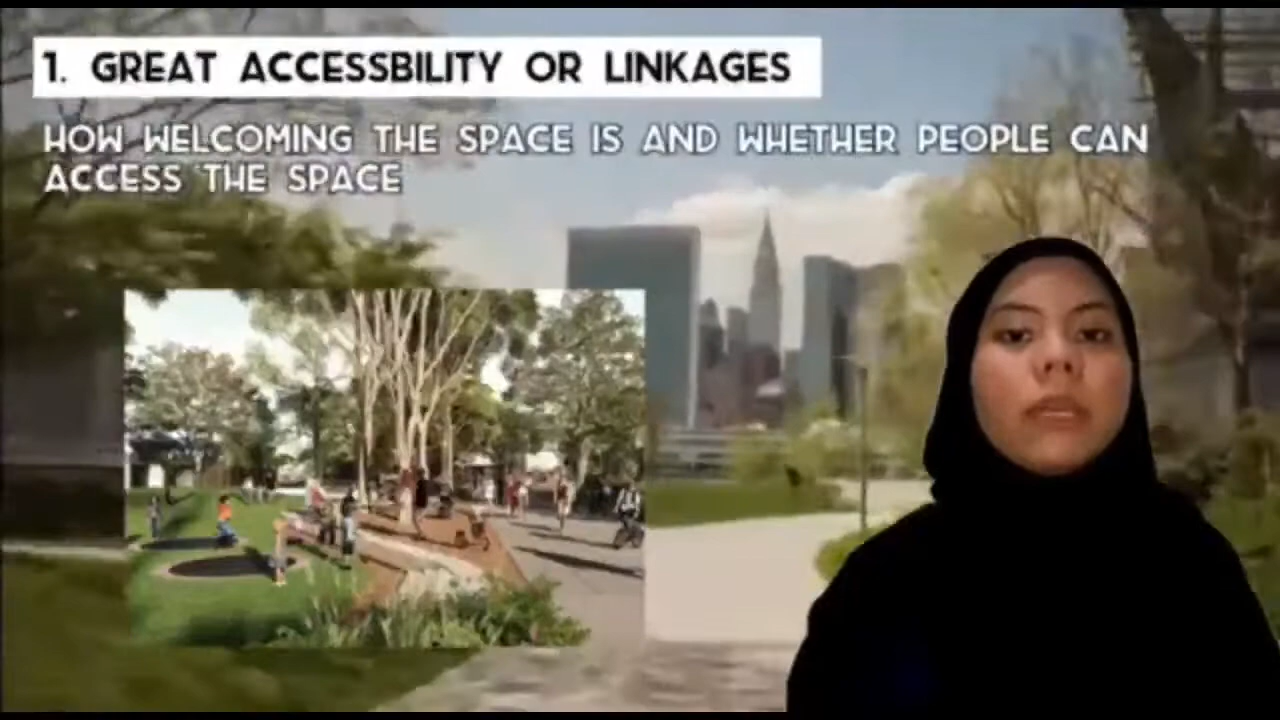 1. GREAT ACCESSBILITY OR LINKAGES
HOW WELCOMING THE SPACE IS AND WHETHER PEOPLE CAN
ACCESS THE SPACE